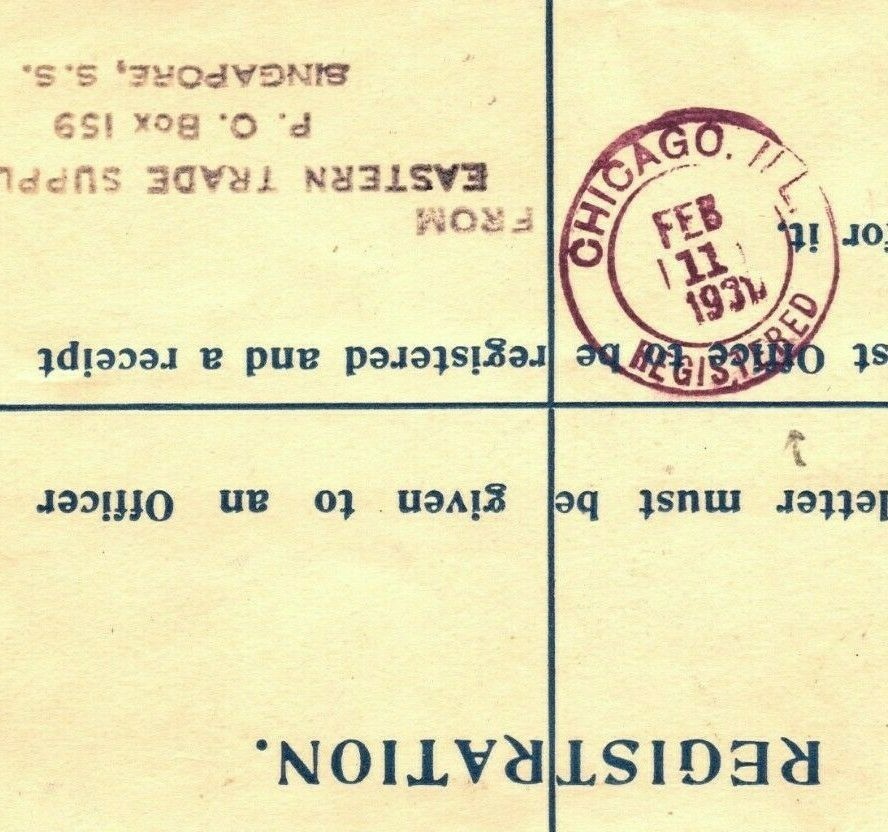 REGISTRATION.
letter must be given to an Officer
st Office to be registered and a receipt
for it.
FROM
EASTERN TRADE SUPPL
P. O. Box 159
SINGAPORE, S.S.
CHICAGO, ILL.
FEB
11
REGISTERED